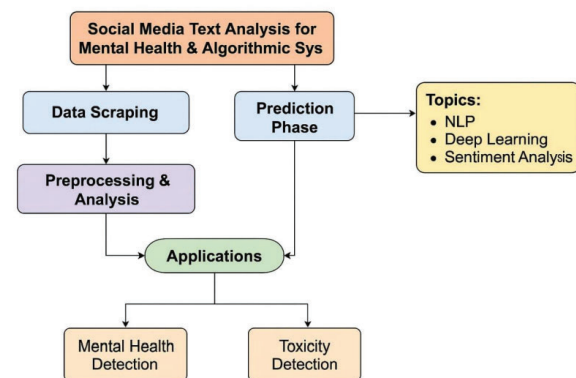 Social Media Text Analysis for
Mental Health & Algorithmic Sys
Data Scraping
Prediction
Phase
Topics:
• NLP
• Deep Learning
• Sentiment Analysis
Preprocessing &
Analysis
Applications
Mental Health
Detection
Toxicity
Detection